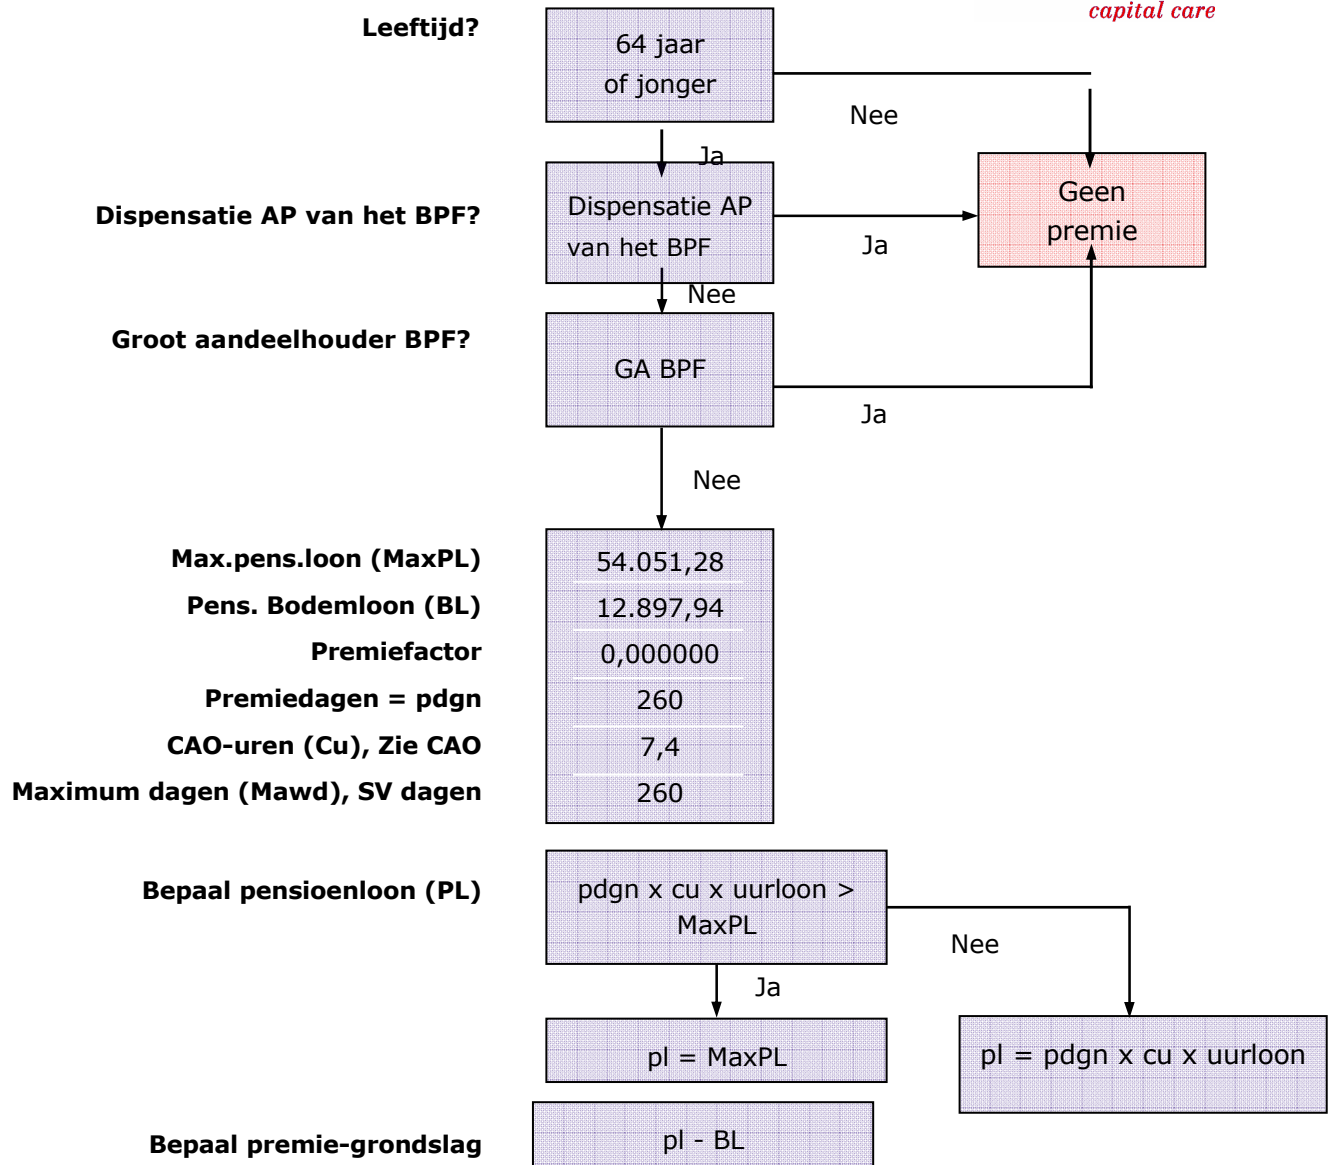 capital care
Leeftijd?
64 jaar
of jonger
Nee
Ja
Dispensatie AP van het BPF?
Dispensatie AP
van het BPF
Ja
Geen
premie
Nee
Groot aandeelhouder BPF?
GA BPF
Ja
Nee
Max.pens.loon (MaxPL)
54.051,28
Pens. Bodemloon (BL)
12.897,94
Premiefactor
0,000000
Premiedagen = pdgn
260
CAO-uren (Cu), Zie CAO
7,4
Maximum dagen (Mawd), SV dagen
260
Bepaal pensioenloon (PL)
pdgn x cu x uurloon >
MaxPL
Nee
Ja
pl = MaxPL
pl = pdgn x cu x uurloon
Bepaal premie-grondslag
pl - BL